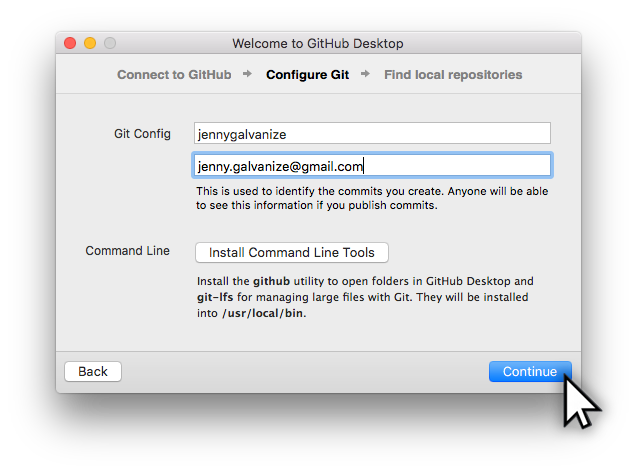 Welcome to GitHub Desktop
Connect to GitHub → Configure Git → Find local repositories
Git Config jennygalvanize
jenny.galvanize@gmail.com
This is used to identify the commits you create. Anyone will be able
to see this information if you publish commits.
Command Line Install Command Line Tools
Install the github utility to open folders in GitHub Desktop and
git-lfs for managing large files with Git. They will be installed
into /usr/local/bin.
Back Continue